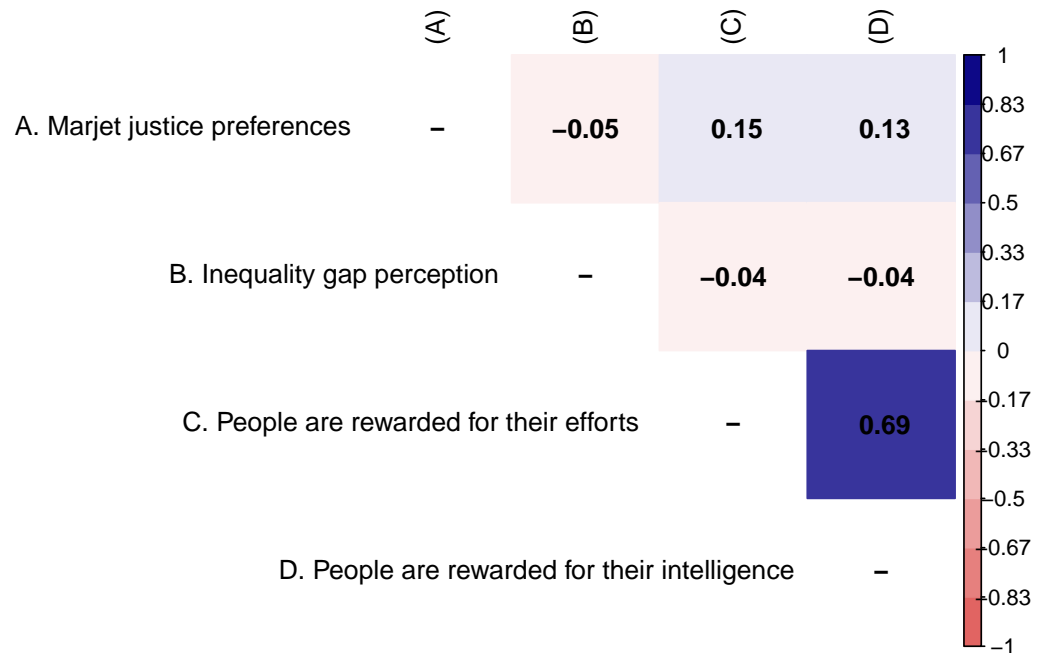 (A) (B) (C) (D)
A. Marjet justice preferences – −0.05 0.15 0.13
B. Inequality gap perception – −0.04 −0.04
C. People are rewarded for their efforts – 0.69
D. People are rewarded for their intelligence –
1
0.83
0.67
0.5
0.33
0.17
0
−0.17
−0.33
−0.5
−0.67
−0.83
−1